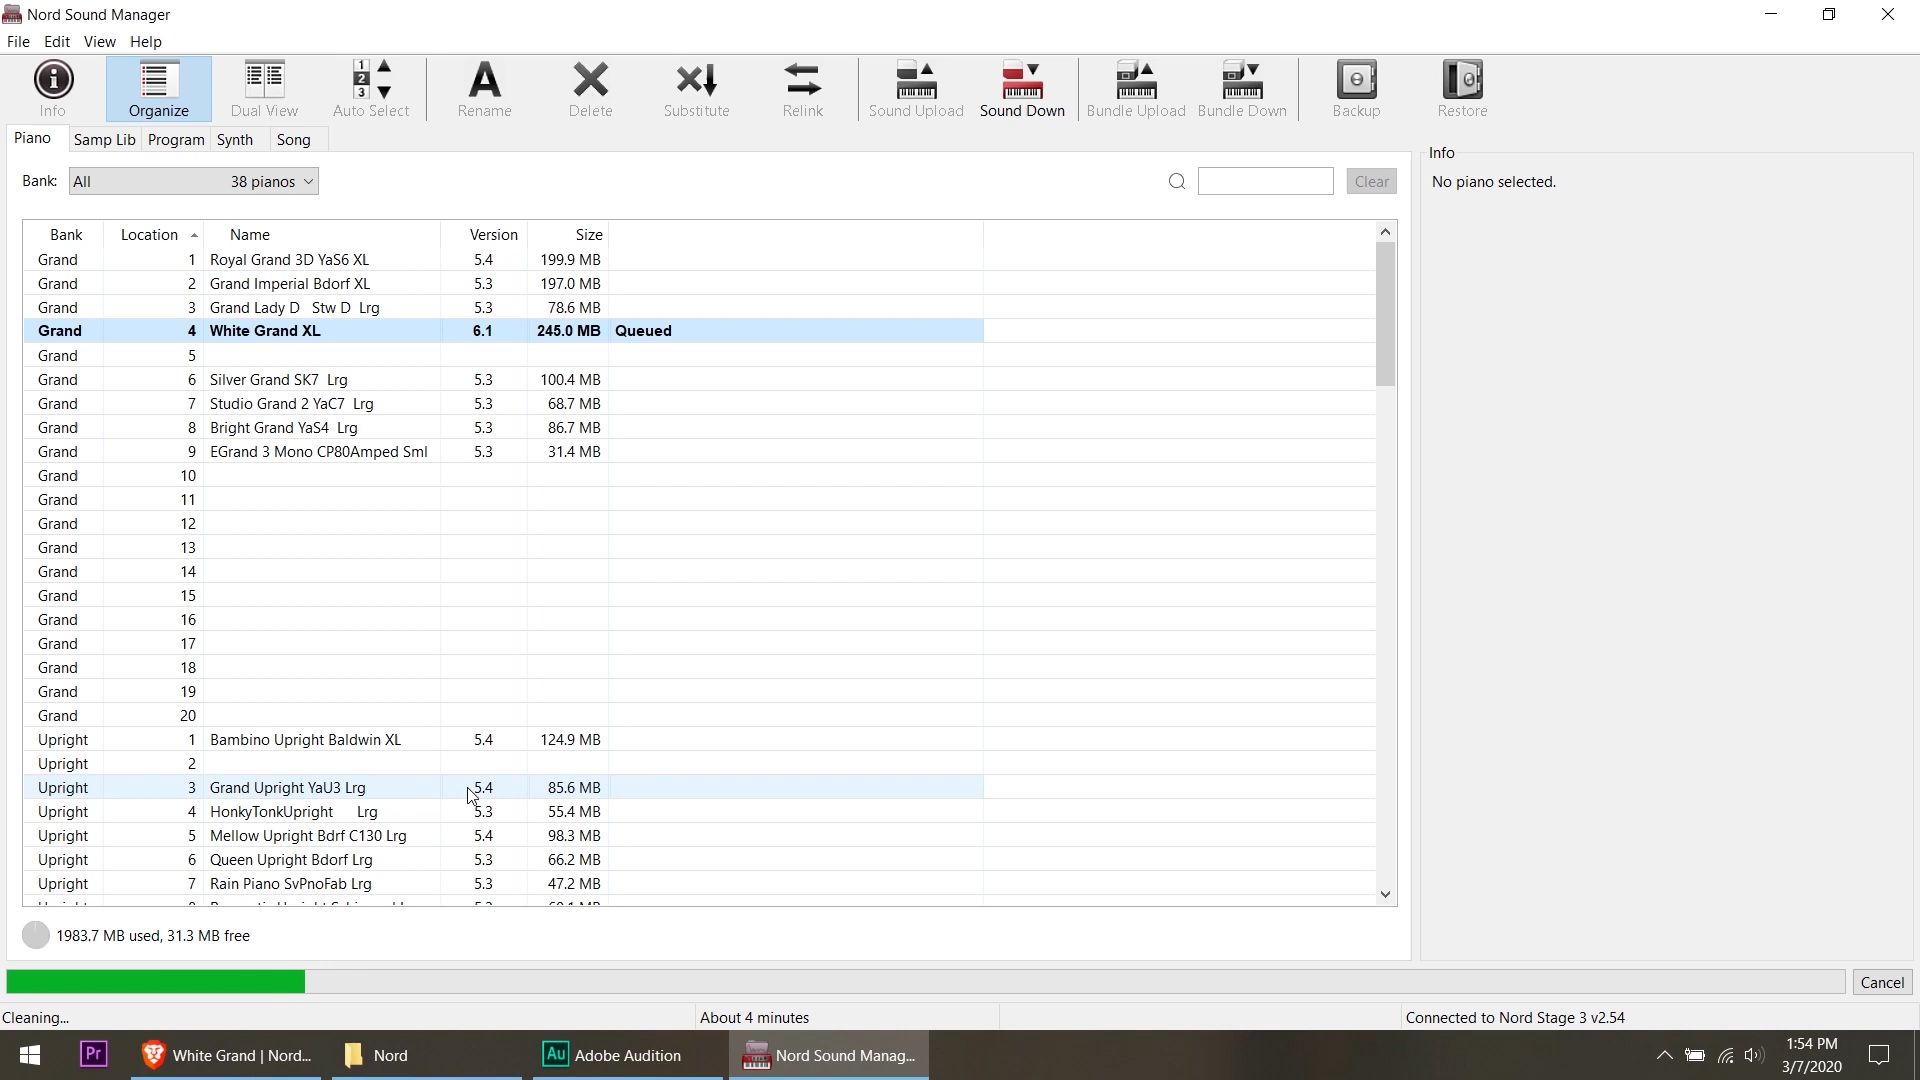 Nord Sound Manager
File Edit View Help
Info Organize Dual View Auto Select Rename Delete Substitute Relink Sound Upload Sound Down Bundle Upload Bundle Down Backup Restore
Piano Samp Lib Program Synth Song
Info
Bank: All 38 pianos Clear
No piano selected.
Bank Location Name Version Size
Grand 1 Royal Grand 3D YaS6 XL 5.4 199.9 MB
Grand 2 Grand Imperial Bdorf XL 5.3 197.0 MB
Grand 3 Grand Lady D Stw D Lrg 5.3 78.6 MB
Grand 4 White Grand XL 6.1 245.0 MB Queued
Grand 5
Grand 6 Silver Grand SK7 Lrg 5.3 100.4 MB
Grand 7 Studio Grand 2 YaC7 Lrg 5.3 68.7 MB
Grand 8 Bright Grand YaS4 Lrg 5.3 86.7 MB
Grand 9 EGrand 3 Mono CP80Amped Sml 5.3 31.4 MB
Grand 10
Grand 11
Grand 12
Grand 13
Grand 14
Grand 15
Grand 16
Grand 17
Grand 18
Grand 19
Grand 20
Upright 1 Bambino Upright Baldwin XL 5.4 124.9 MB
Upright 2
Upright 3 Grand Upright YaU3 Lrg 5.4 85.6 MB
Upright 4 HonkyTonkUpright Lrg 5.3 55.4 MB
Upright 5 Mellow Upright Bdrf C130 Lrg 5.4 98.3 MB
Upright 6 Queen Upright Bdorf Lrg 5.3 66.2 MB
Upright 7 Rain Piano SvPnoFab Lrg 5.3 47.2 MB
1983.7 MB used, 31.3 MB free
Cancel
Cleaning... About 4 minutes Connected to Nord Stage 3 v2.54
Pr White Grand | Nord... Nord Au Adobe Audition Nord Sound Manag... 1:54 PM
3/7/2020